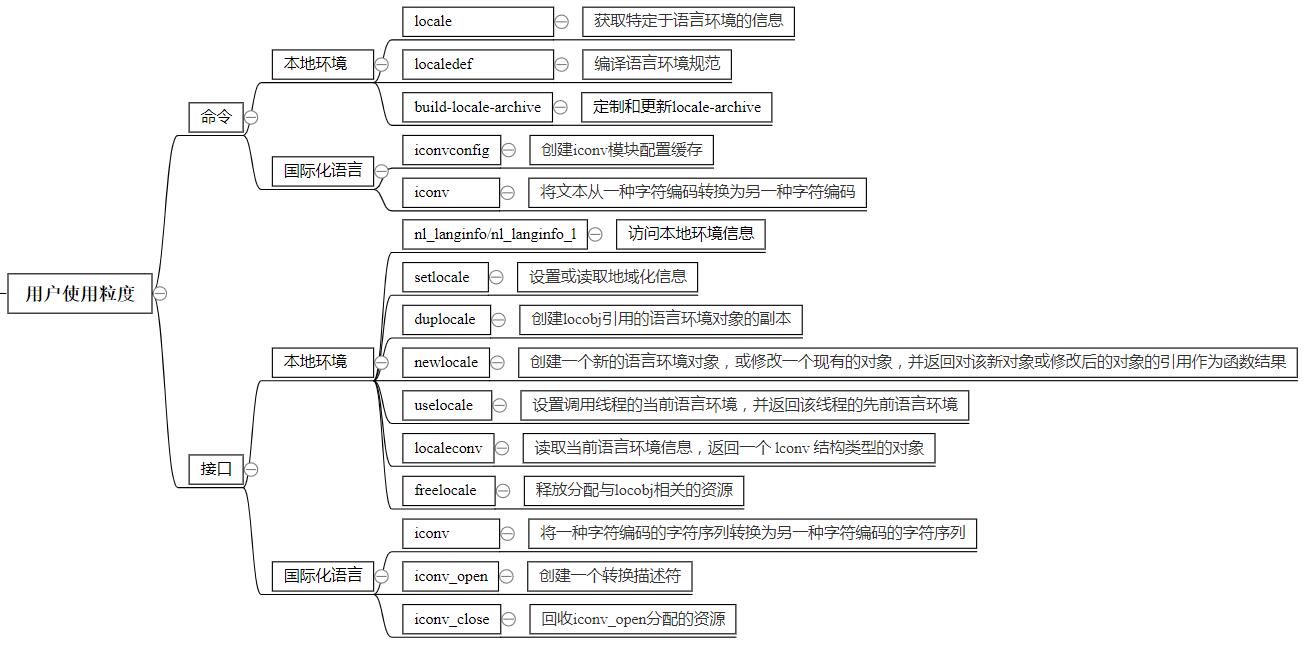 用户使用粒度
命令
本地环境
locale
获取特定于语言环境的信息
localedef
编译语言环境规范
build-locale-archive
定制和更新locale-archive
国际化语言
iconvconfig
创建iconv模块配置缓存
iconv
将文本从一种字符编码转换为另一种字符编码
接口
本地环境
nl_langinfo/nl_langinfo_l
访问本地环境信息
setlocale
设置或读取地域化信息
duplocale
创建locobj引用的语言环境对象的副本
newlocale
创建一个新的语言环境对象，或修改一个现有的对象，并返回对该新对象或修改后的对象的引用作为函数结果
uselocale
设置调用线程的当前语言环境，并返回该线程的先前语言环境
localeconv
读取当前语言环境信息，返回一个 lconv 结构类型的对象
freelocale
释放分配与locobj相关的资源
国际化语言
iconv
将一种字符编码的字符序列转换为另一种字符编码的字符序列
iconv_open
创建一个转换描述符
iconv_close
回收iconv_open分配的资源